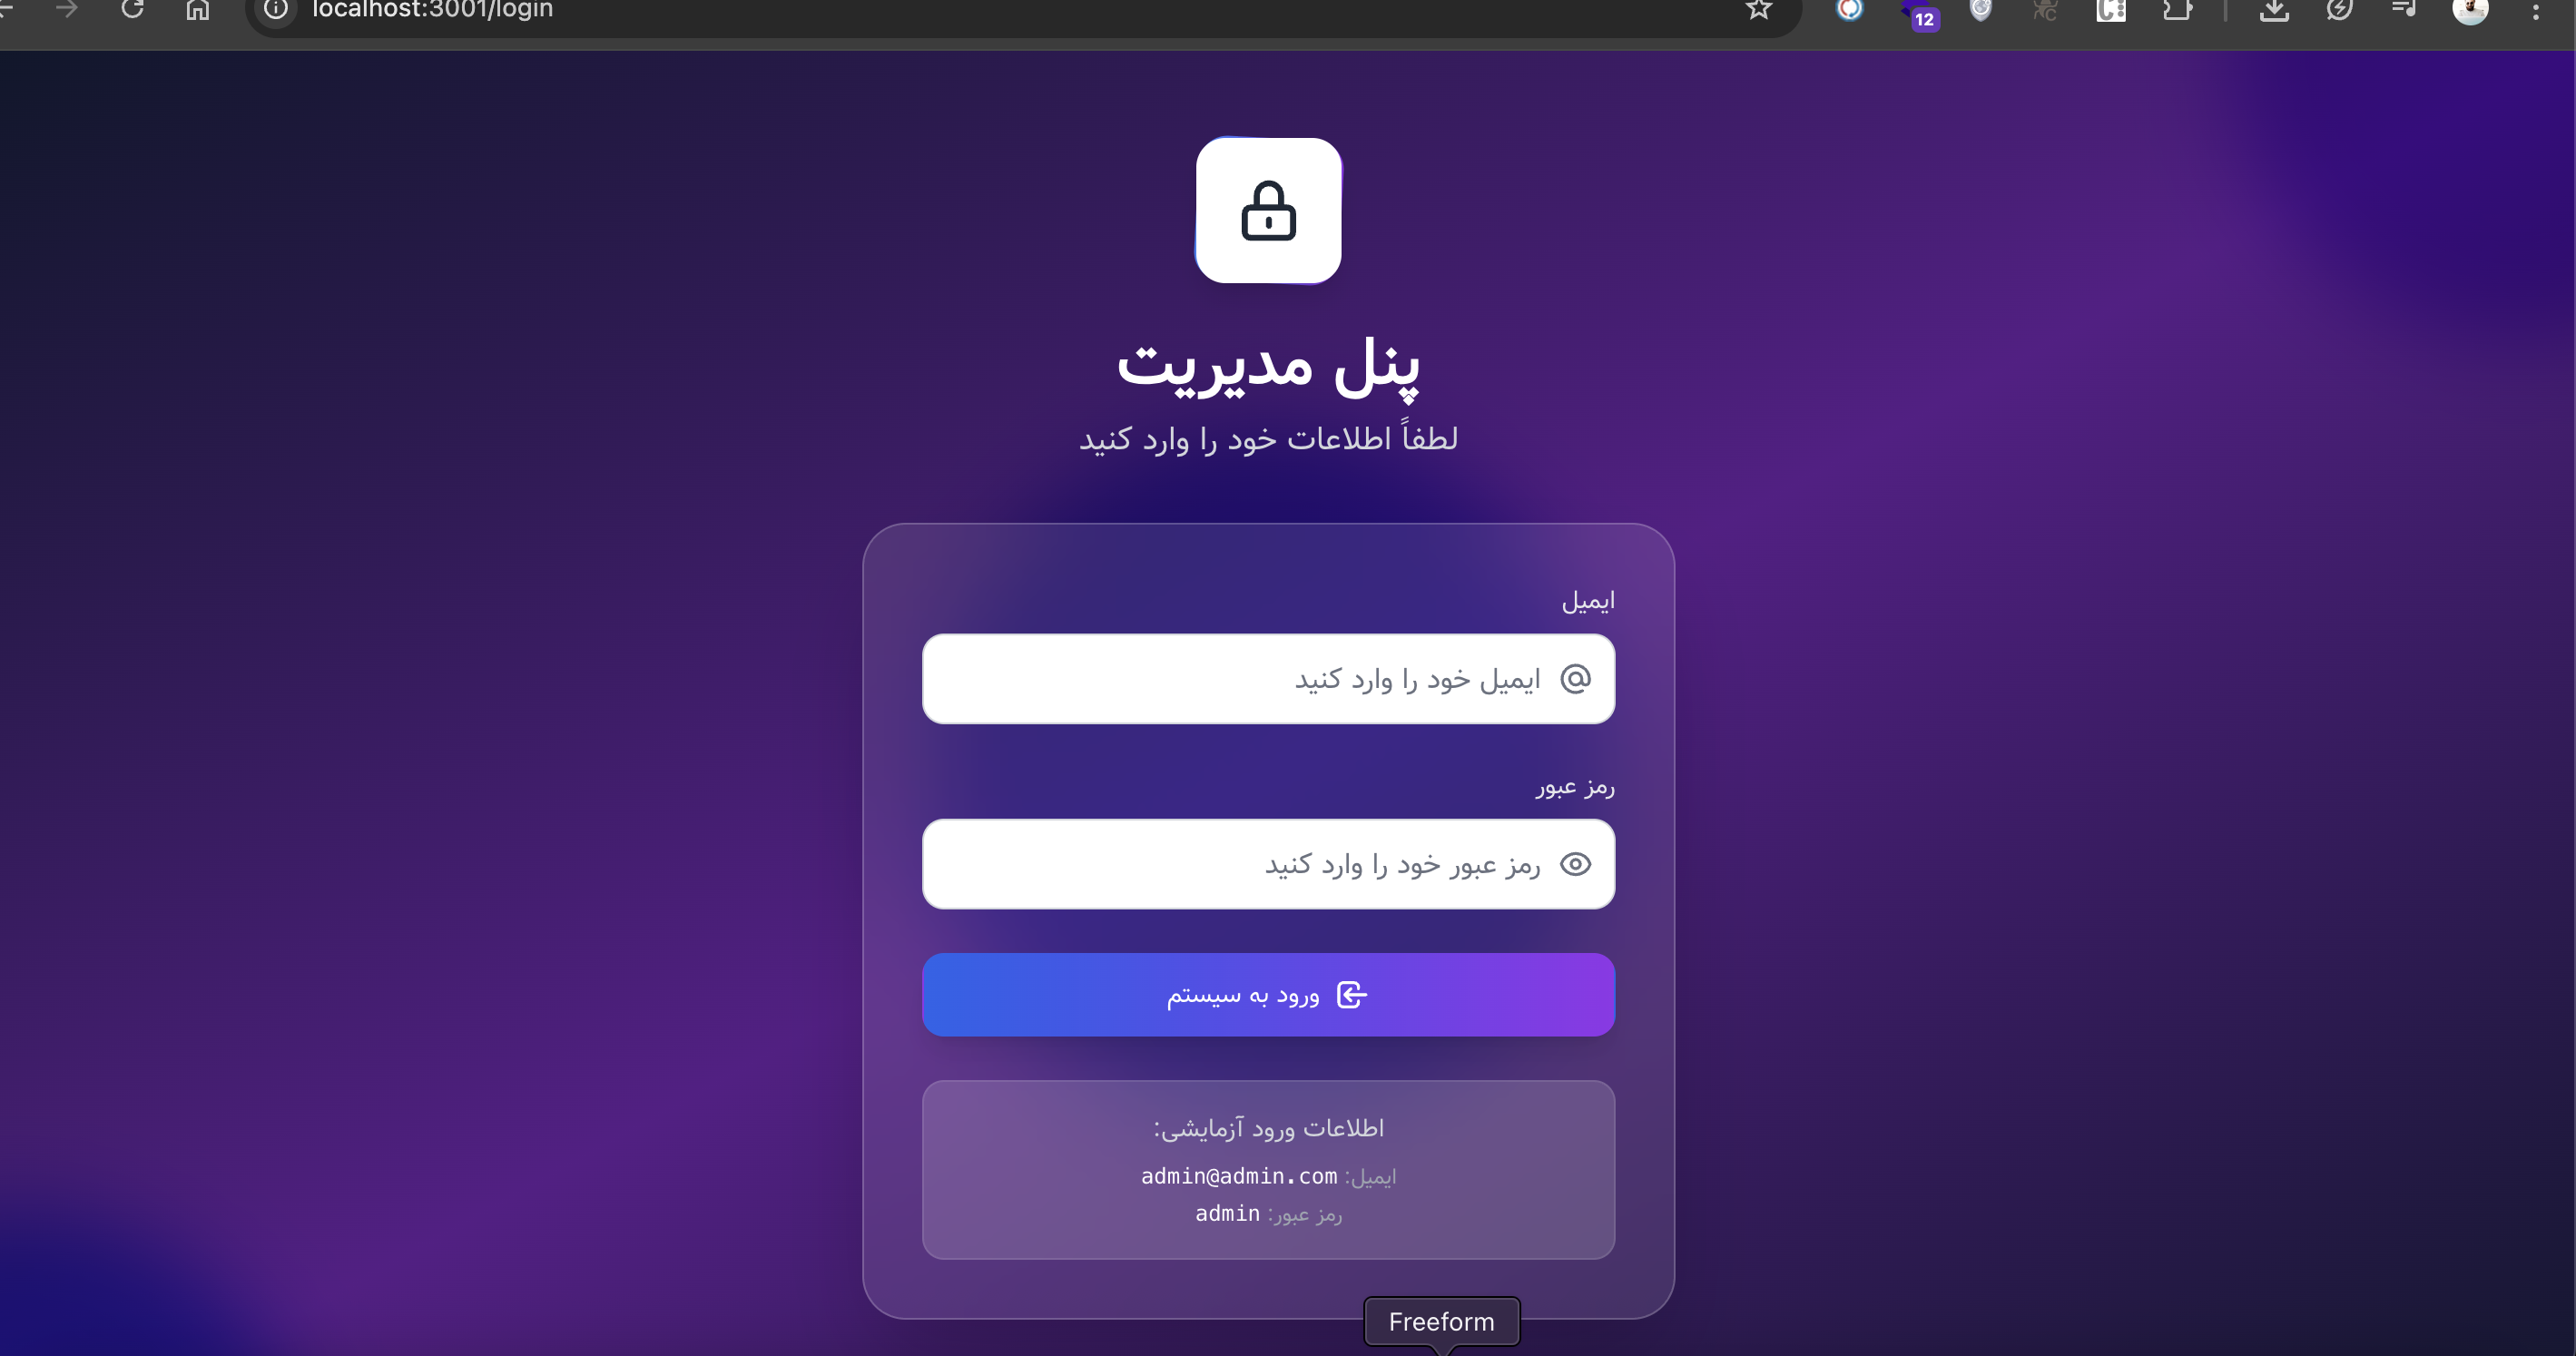 localhost:3001/login
12
پنل مدیریت
لطفاً اطلاعات خود را وارد کنید
ایمیل
ایمیل خود را وارد کنید
رمز عبور
رمز عبور خود را وارد کنید
ورود به سیستم
اطلاعات ورود آزمایشی:
ایمیل: admin@admin.com
رمز عبور: admin
Freeform